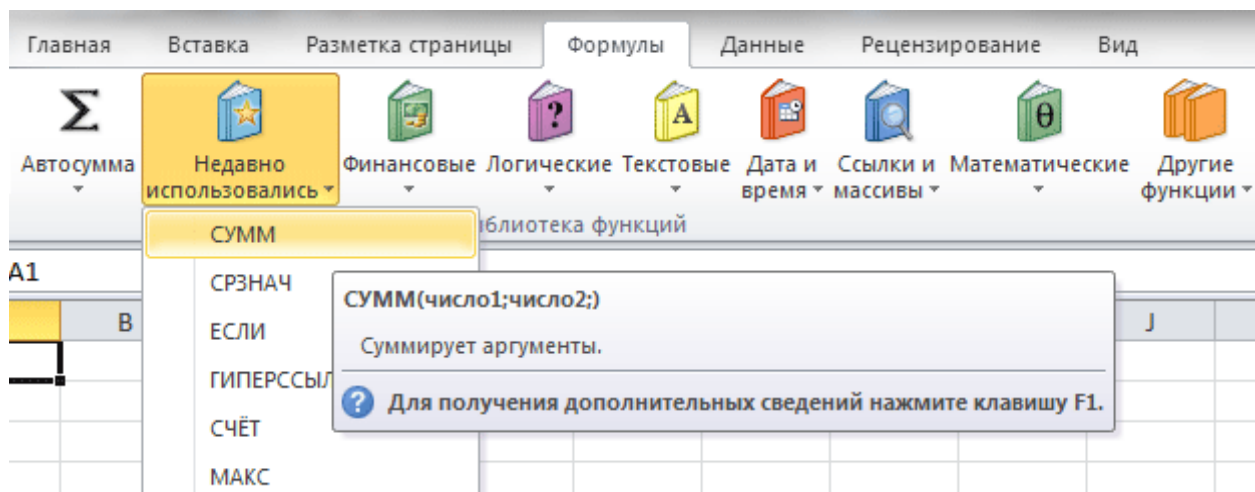 Главная Вставка Разметка страницы Формулы Данные Рецензирование Вид
Σ ? A θ
Автосумма Недавно использовались Финансовые Логические Текстовые Дата и время Ссылки и массивы Математические Другие функции
функций
СУММ
A1
СРЗНАЧ
СУММ(число1;число2;)
B J
ЕСЛИ
Суммирует аргументы.
ГИПЕРССЫЛ
? Для получения дополнительных сведений нажмите клавишу F1.
СЧЁТ
МАКС